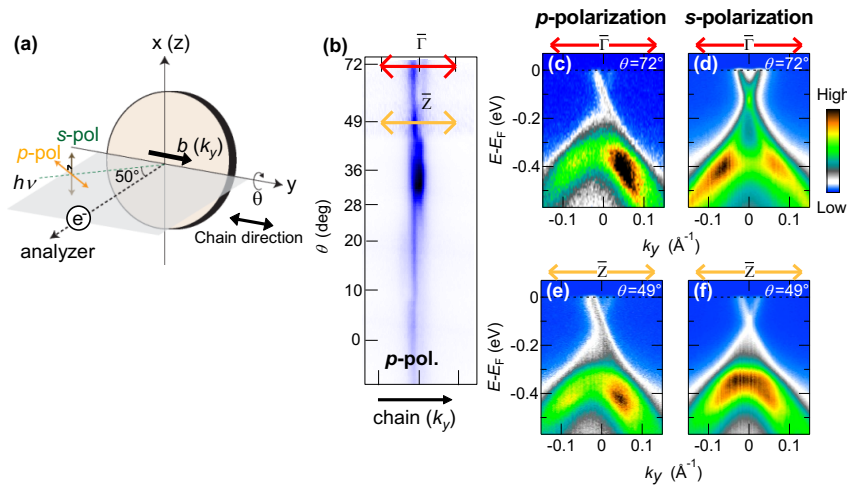 (a)
x (z)
s-pol
p-pol
b (ky)
hν
50°
y
θ
e⁻
analyzer
Chain direction
(b)
Γ̅
Z̅
72
49
36
28
20
10
0
θ (deg)
p-pol.
chain (ky)
p-polarization
s-polarization
Γ̅
Γ̅
(c)
θ=72°
(d)
θ=72°
0
-0.2
-0.4
E-EF (eV)
-0.1
0
0.1
-0.1
0
0.1
ky (Å⁻¹)
High
Low
Z̅
Z̅
(e)
θ=49°
(f)
θ=49°
0
-0.2
-0.4
E-EF (eV)
-0.1
0
0.1
-0.1
0
0.1
ky (Å⁻¹)